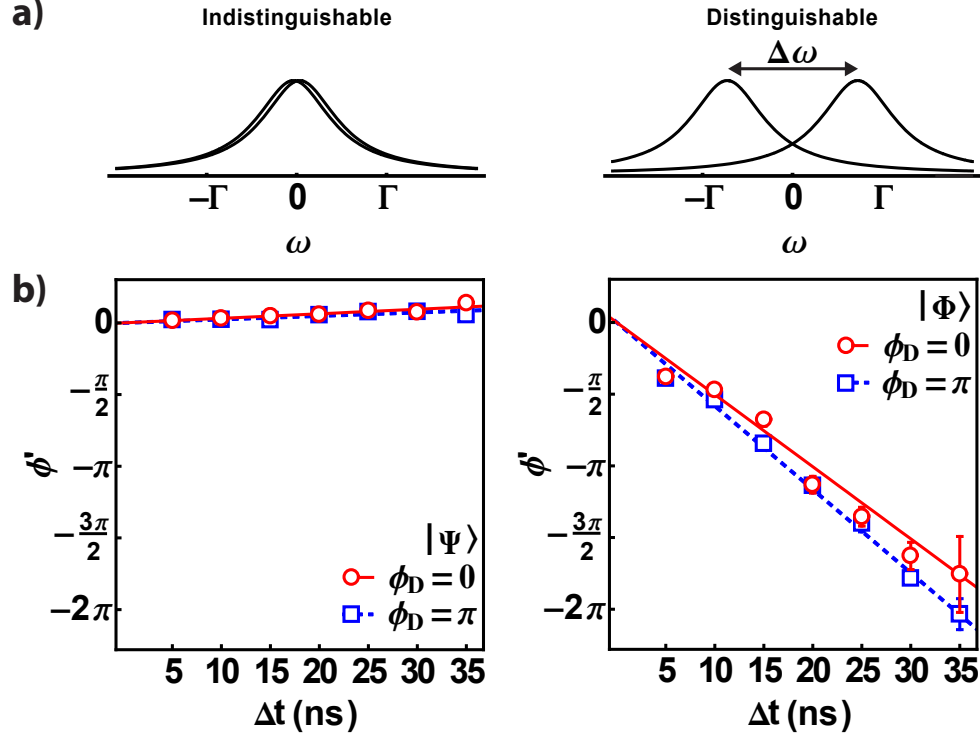 a)
Indistinguishable
−Γ 0 Γ
ω
Distinguishable
Δω
−Γ 0 Γ
ω
b)
0
−π/2
−π
−3π/2
−2π
ϕ'
|Ψ⟩
ϕD = 0
ϕD = π
5 10 15 20 25 30 35
Δt (ns)
0
−π/2
−π
−3π/2
−2π
ϕ'
|Φ⟩
ϕD = 0
ϕD = π
5 10 15 20 25 30 35
Δt (ns)